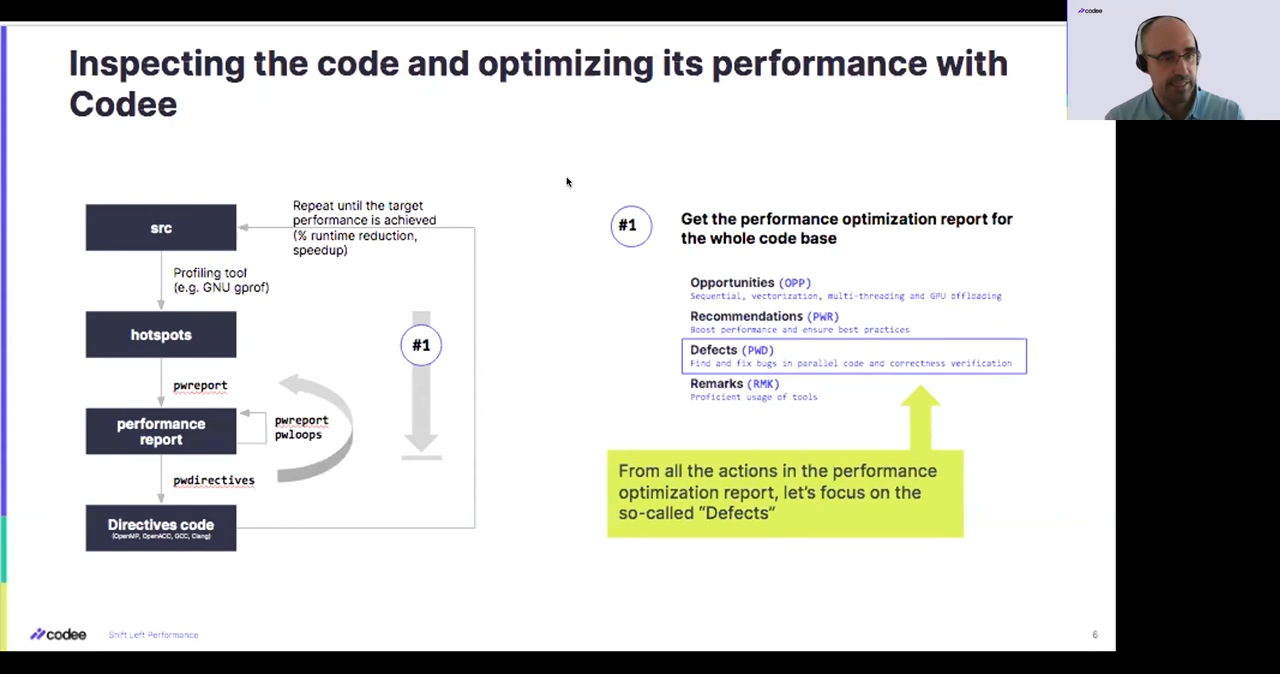 codee
Inspecting the code and optimizing its performance with
Codee
src
Repeat until the target
performance is achieved
(% runtime reduction,
speedup)
Profiling tool
(e.g. GNU gprof)
hotspots
pwreport
performance
report
pwreport
pwloops
pwdirectives
Directives code
(OpenMP, OpenACC, GCC, Clang)
#1
#1
Get the performance optimization report for
the whole code base
Opportunities (OPP)
Sequential, vectorization, multi-threading and GPU offloading
Recommendations (PWR)
Boost performance and ensure best practices
Defects (PWD)
Find and fix bugs in parallel code and correctness verification
Remarks (RMK)
Proficient usage of tools
From all the actions in the performance
optimization report, let's focus on the
so-called "Defects"
codee
Shift Left Performance
6